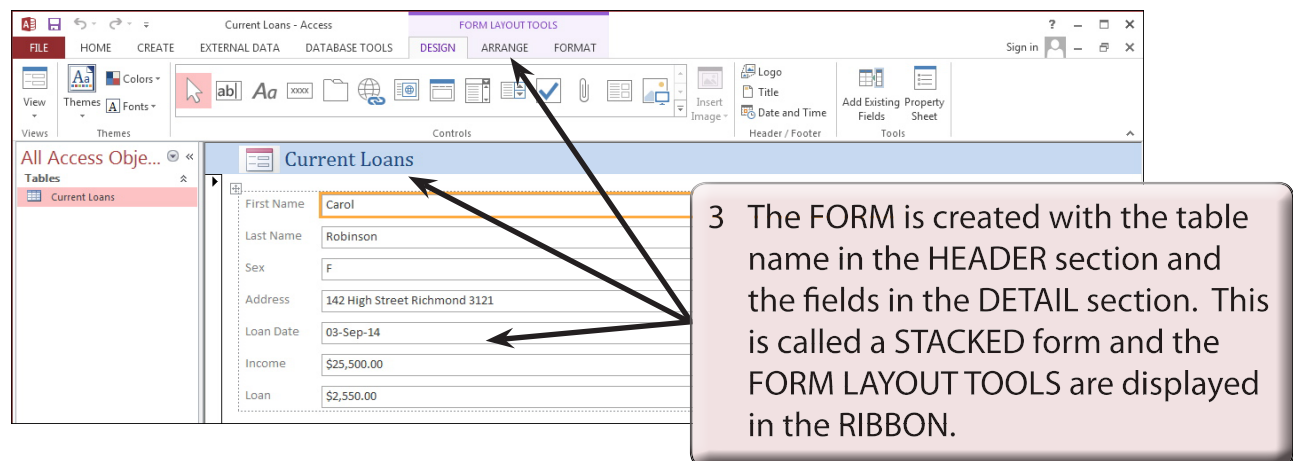 Current Loans - Access
FORM LAYOUT TOOLS
?
FILE HOME CREATE EXTERNAL DATA DATABASE TOOLS DESIGN ARRANGE FORMAT
Sign in
View
Themes
Aa
Colors
A Fonts
ab Aa xxxx
Insert
Image
Logo
Title
Date and Time
Add Existing
Fields
Property
Sheet
Views Themes Controls Header / Footer Tools
All Access Obje... «
Tables
Current Loans
Current Loans
First Name Carol
Last Name Robinson
Sex F
Address 142 High Street Richmond 3121
Loan Date 03-Sep-14
Income $25,500.00
Loan $2,550.00
3 The FORM is created with the table
name in the HEADER section and
the fields in the DETAIL section. This
is called a STACKED form and the
FORM LAYOUT TOOLS are displayed
in the RIBBON.